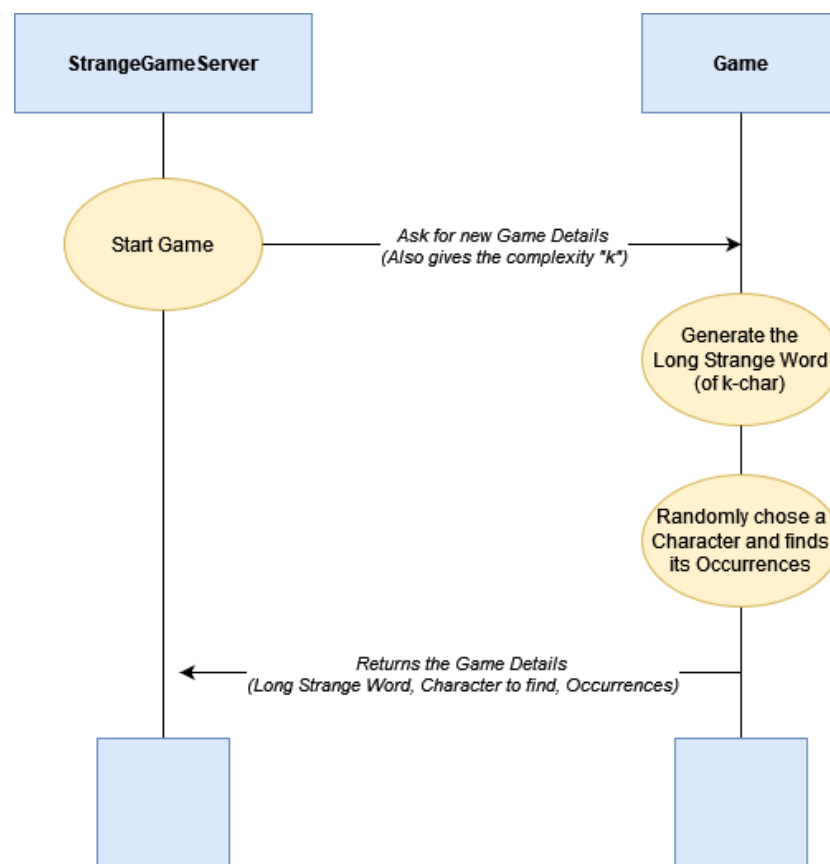 StrangeGameServer
Game
Start Game
Ask for new Game Details
(Also gives the complexity "k")
Generate the
Long Strange Word
(of k-char)
Randomly chose a
Character and finds
its Occurrences
Returns the Game Details
(Long Strange Word, Character to find, Occurrences)